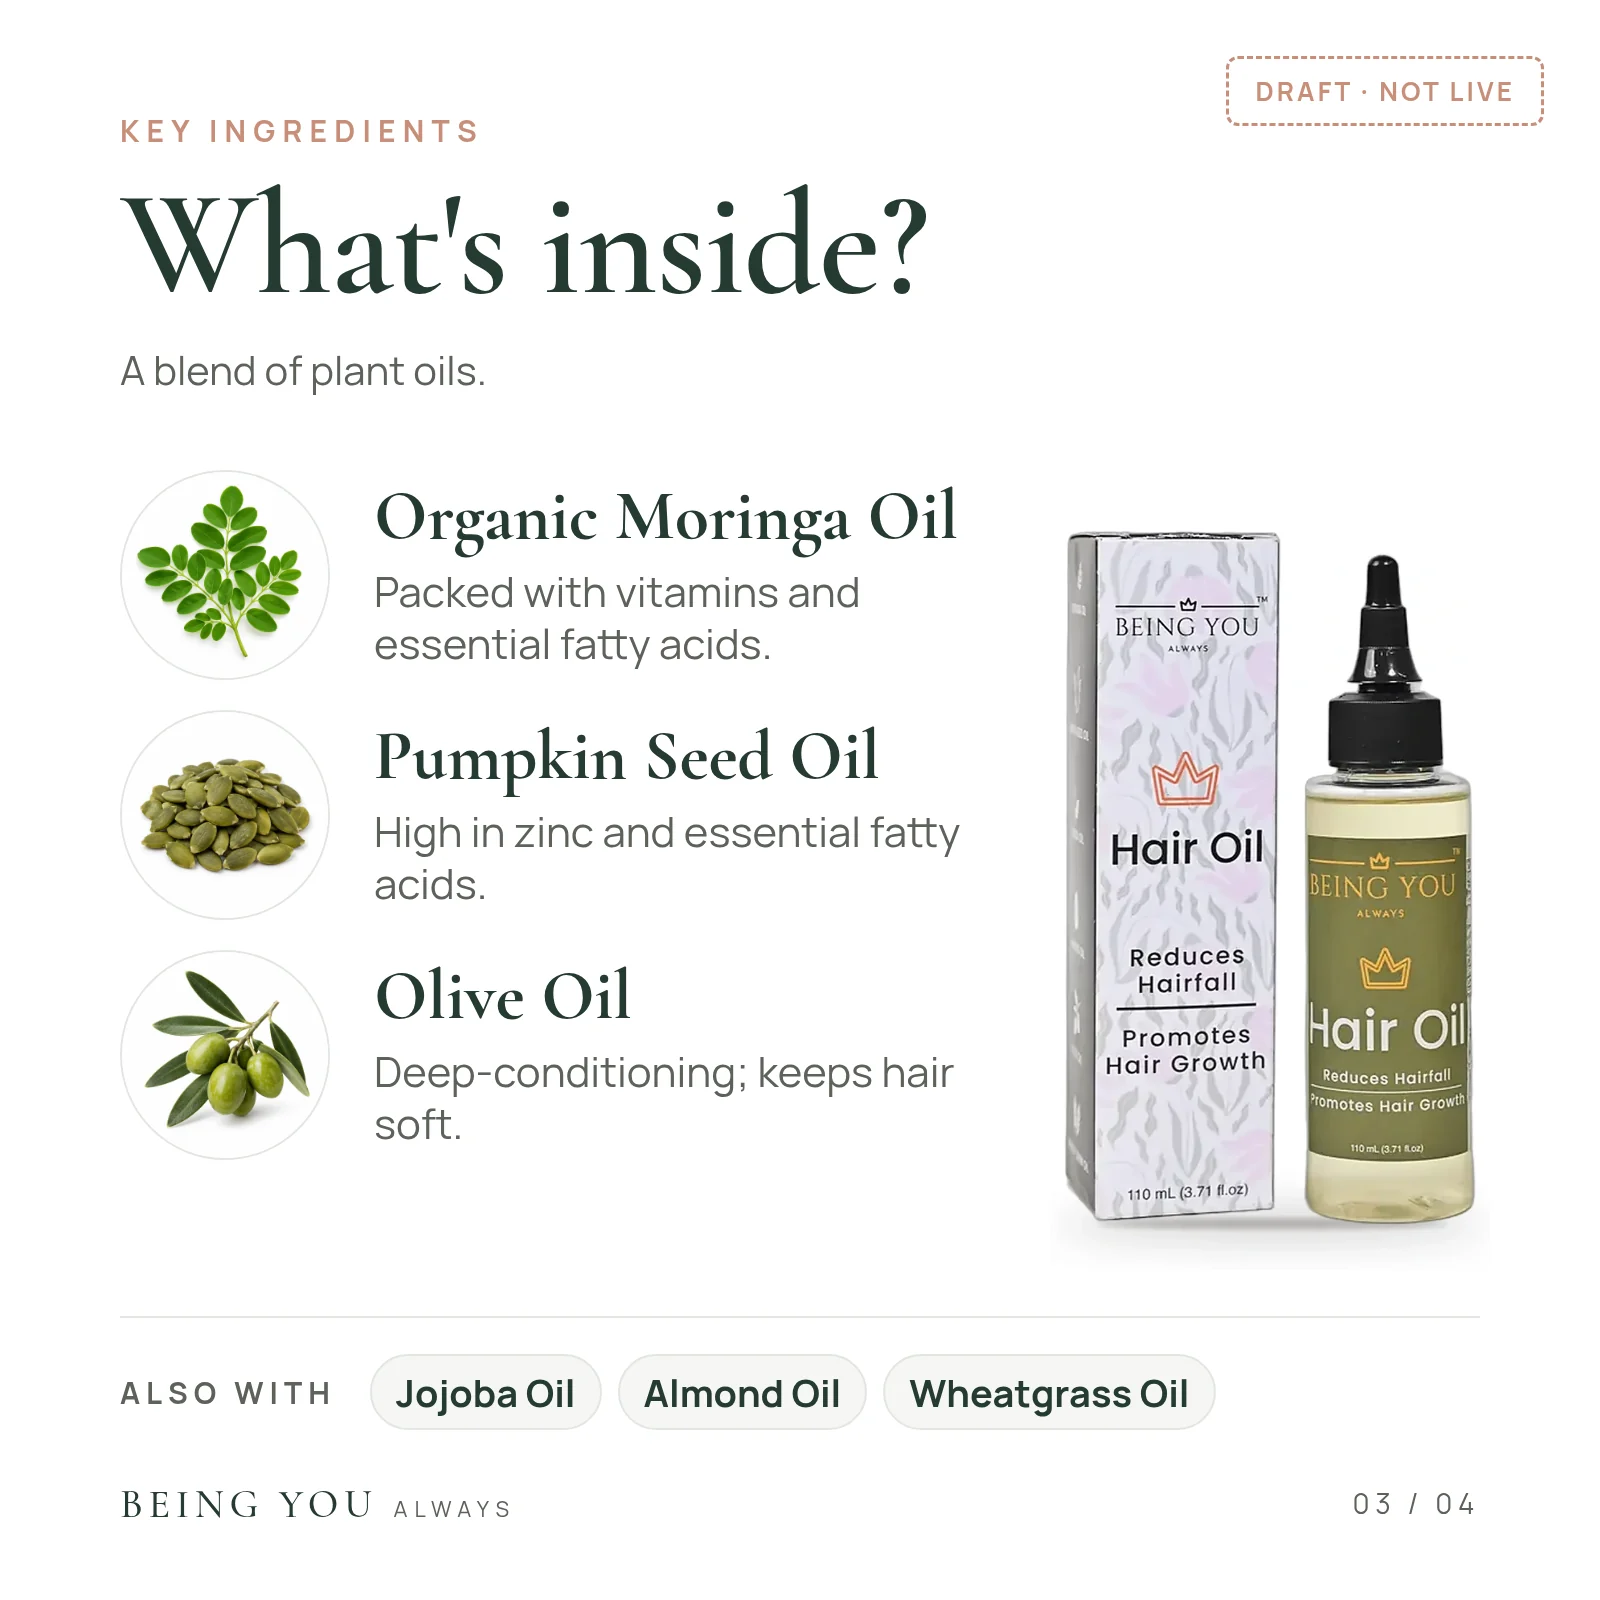 DRAFT · NOT LIVE
KEY INGREDIENTS
What's inside?
A blend of plant oils.
Organic Moringa Oil
Packed with vitamins and
essential fatty acids.
Pumpkin Seed Oil
High in zinc and essential fatty
acids.
Olive Oil
Deep-conditioning; keeps hair
soft.
BEING YOU
TM
ALWAYS
Hair Oil
Reduces
Hairfall
Promotes
Hair Growth
110 mL (3.71 fl.oz)
BEING YOU
TM
ALWAYS
Hair Oil
Reduces Hairfall
Promotes Hair Growth
110 mL (3.71 fl.oz)
ALSO WITH
Jojoba Oil
Almond Oil
Wheatgrass Oil
BEING YOU ALWAYS
03 / 04